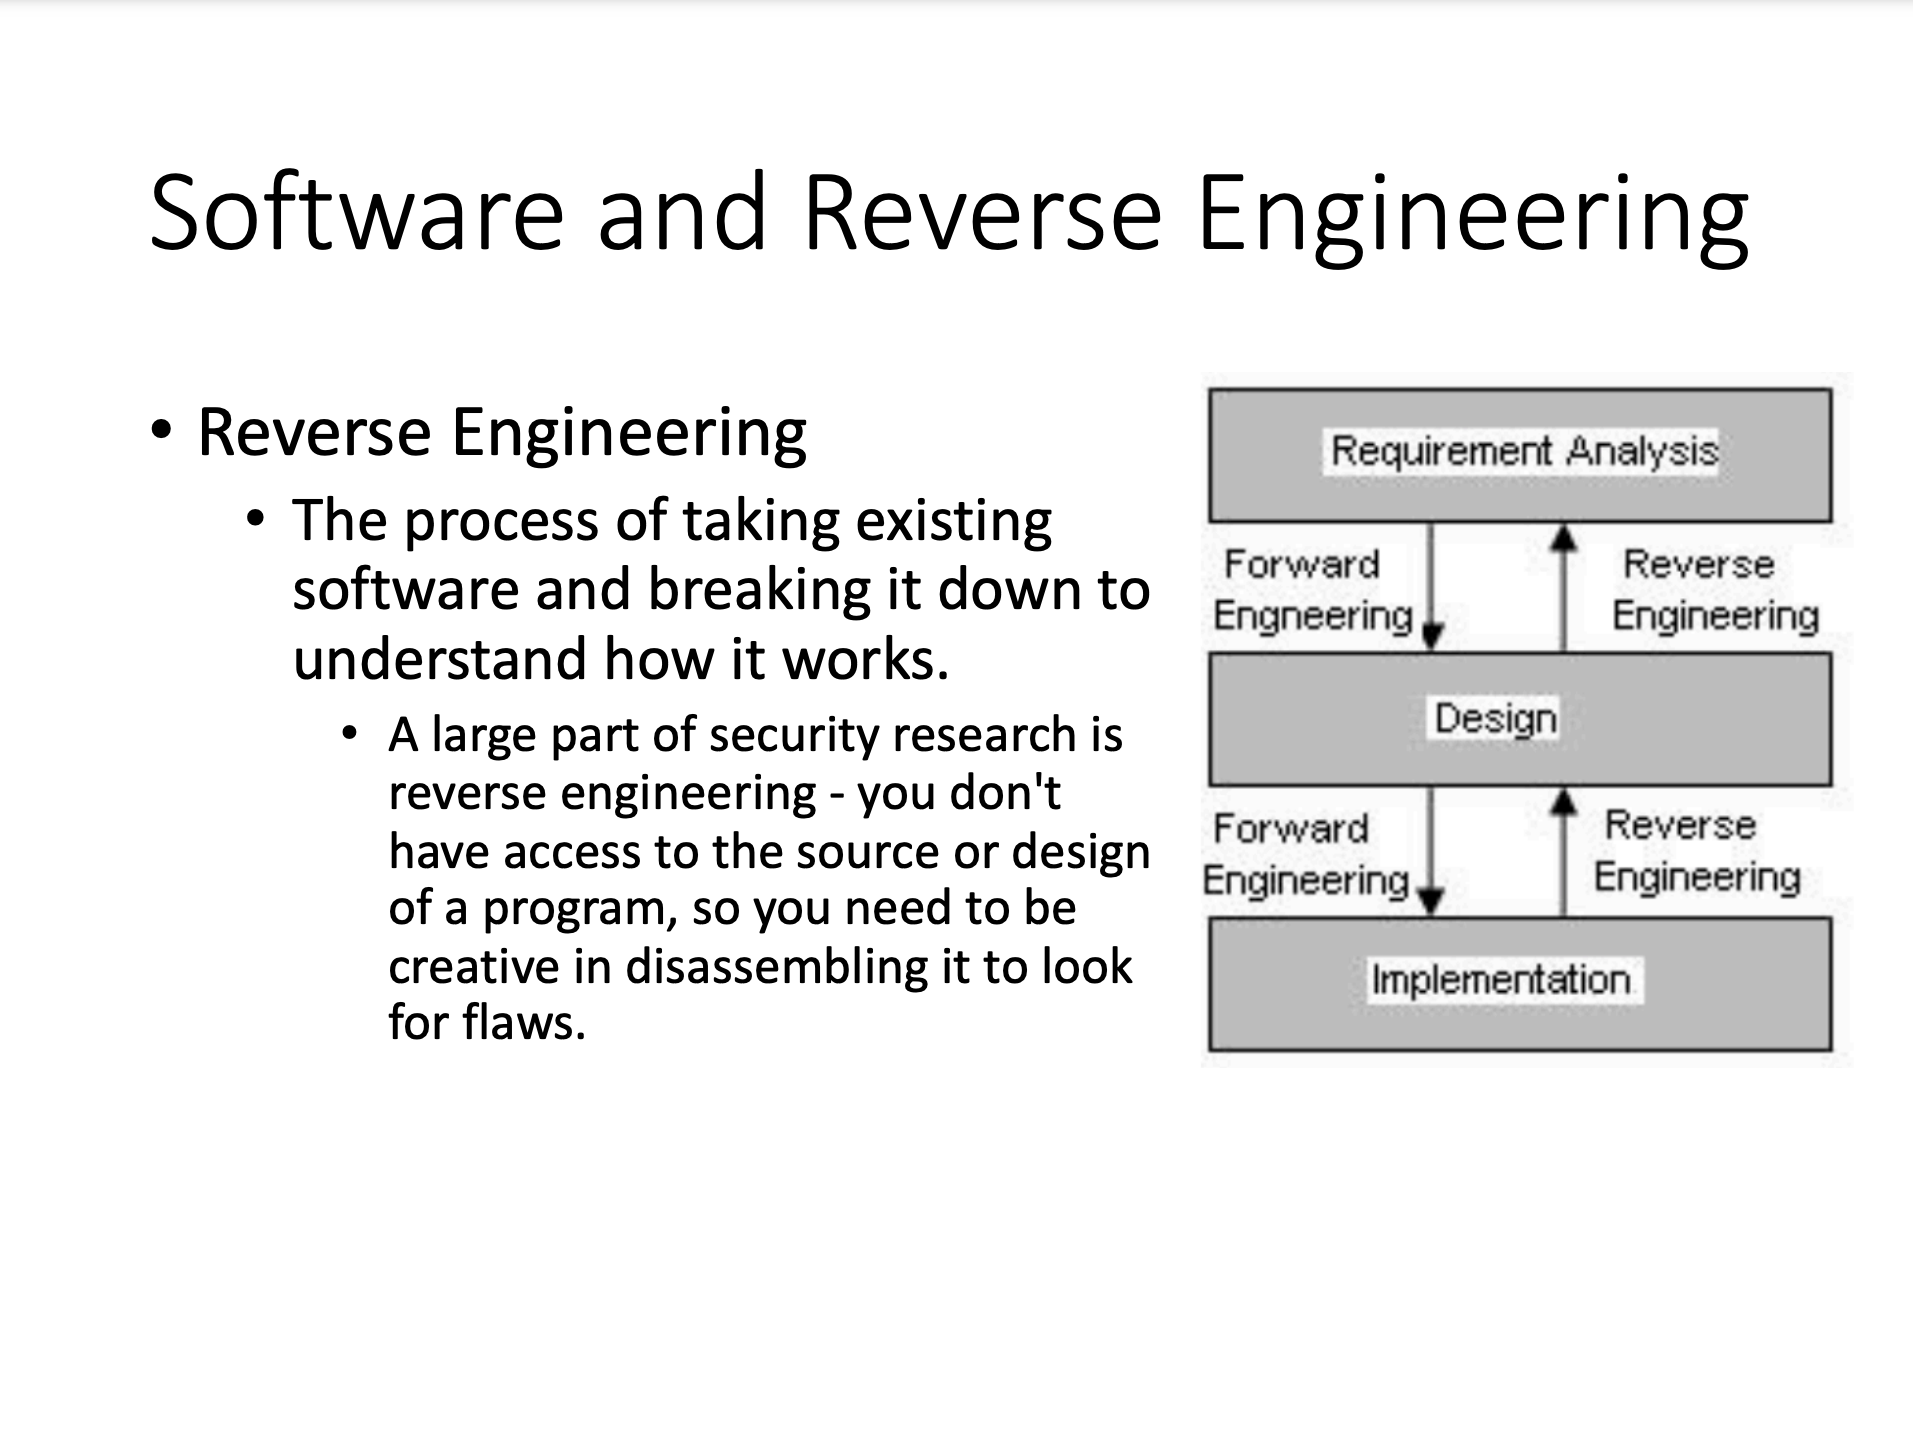 Software and Reverse Engineering
• Reverse Engineering
• The process of taking existing
software and breaking it down to
understand how it works.
• A large part of security research is
reverse engineering - you don't
have access to the source or design
of a program, so you need to be
creative in disassembling it to look
for flaws.
Requirement Analysis
Forward
Engneering
Reverse
Engineering
Design
Forward
Engineering
Reverse
Engineering
Implementation